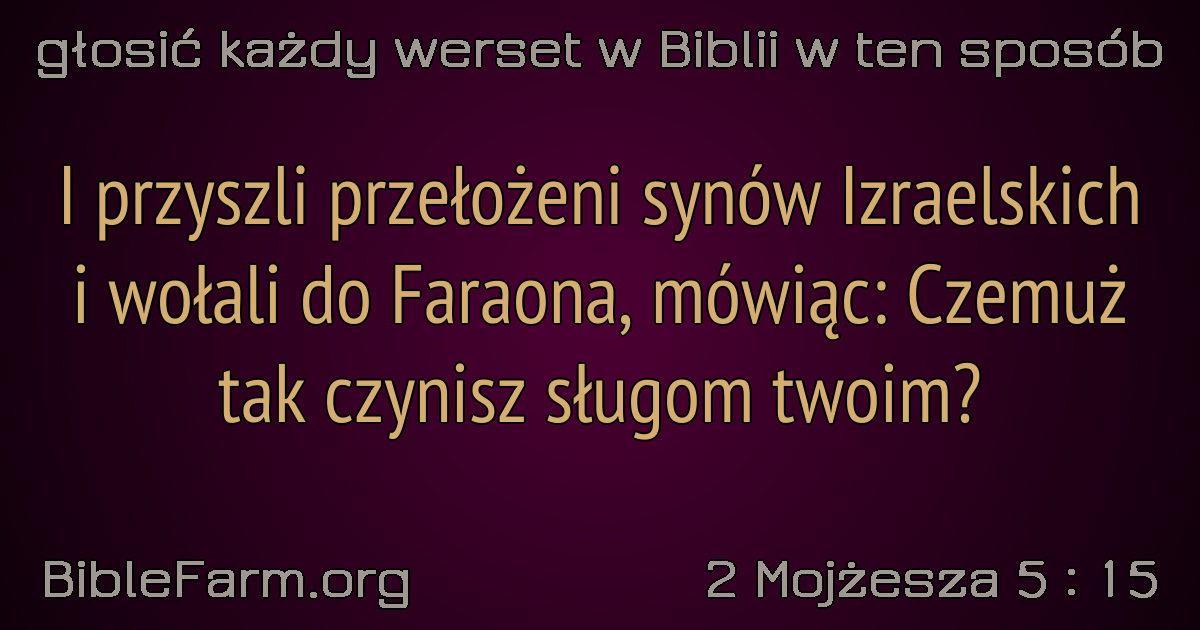 głosić każdy werset w Biblii w ten sposób
I przyszli przełożeni synów Izraelskich
i wołali do Faraona, mówiąc: Czemuż
tak czynisz sługom twoim?
BibleFarm.org
2 Mojżesza 5 : 15